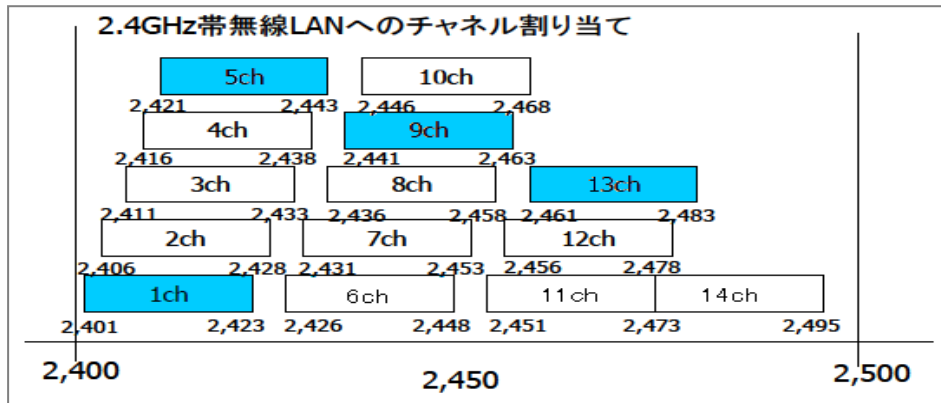 2.4GHz帯無線LANへのチャネル割り当て
5ch 10ch
2,421 2,443 2,446 2,468
4ch 9ch
2,416 2,438 2,441 2,463
3ch 8ch 13ch
2,411 2,433 2,436 2,458 2,461 2,483
2ch 7ch 12ch
2,406 2,428 2,431 2,453 2,456 2,478
1ch 6ch 11ch 14ch
2,401 2,423 2,426 2,448 2,451 2,473 2,495
2,400 2,450 2,500